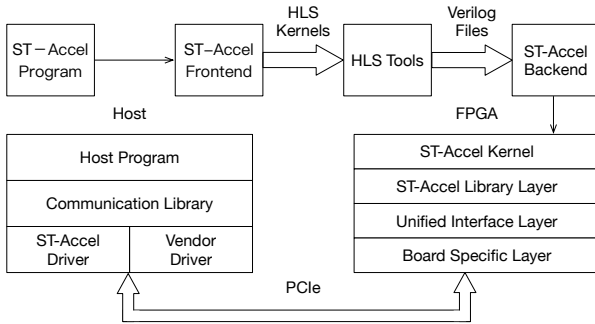 HLS
Kernels
Verilog
Files
ST-Accel
Program
ST-Accel
Frontend
HLS Tools
ST-Accel
Backend
Host
FPGA
Host Program
Communication Library
ST-Accel
Driver
Vendor
Driver
ST-Accel Kernel
ST-Accel Library Layer
Unified Interface Layer
Board Specific Layer
PCIe